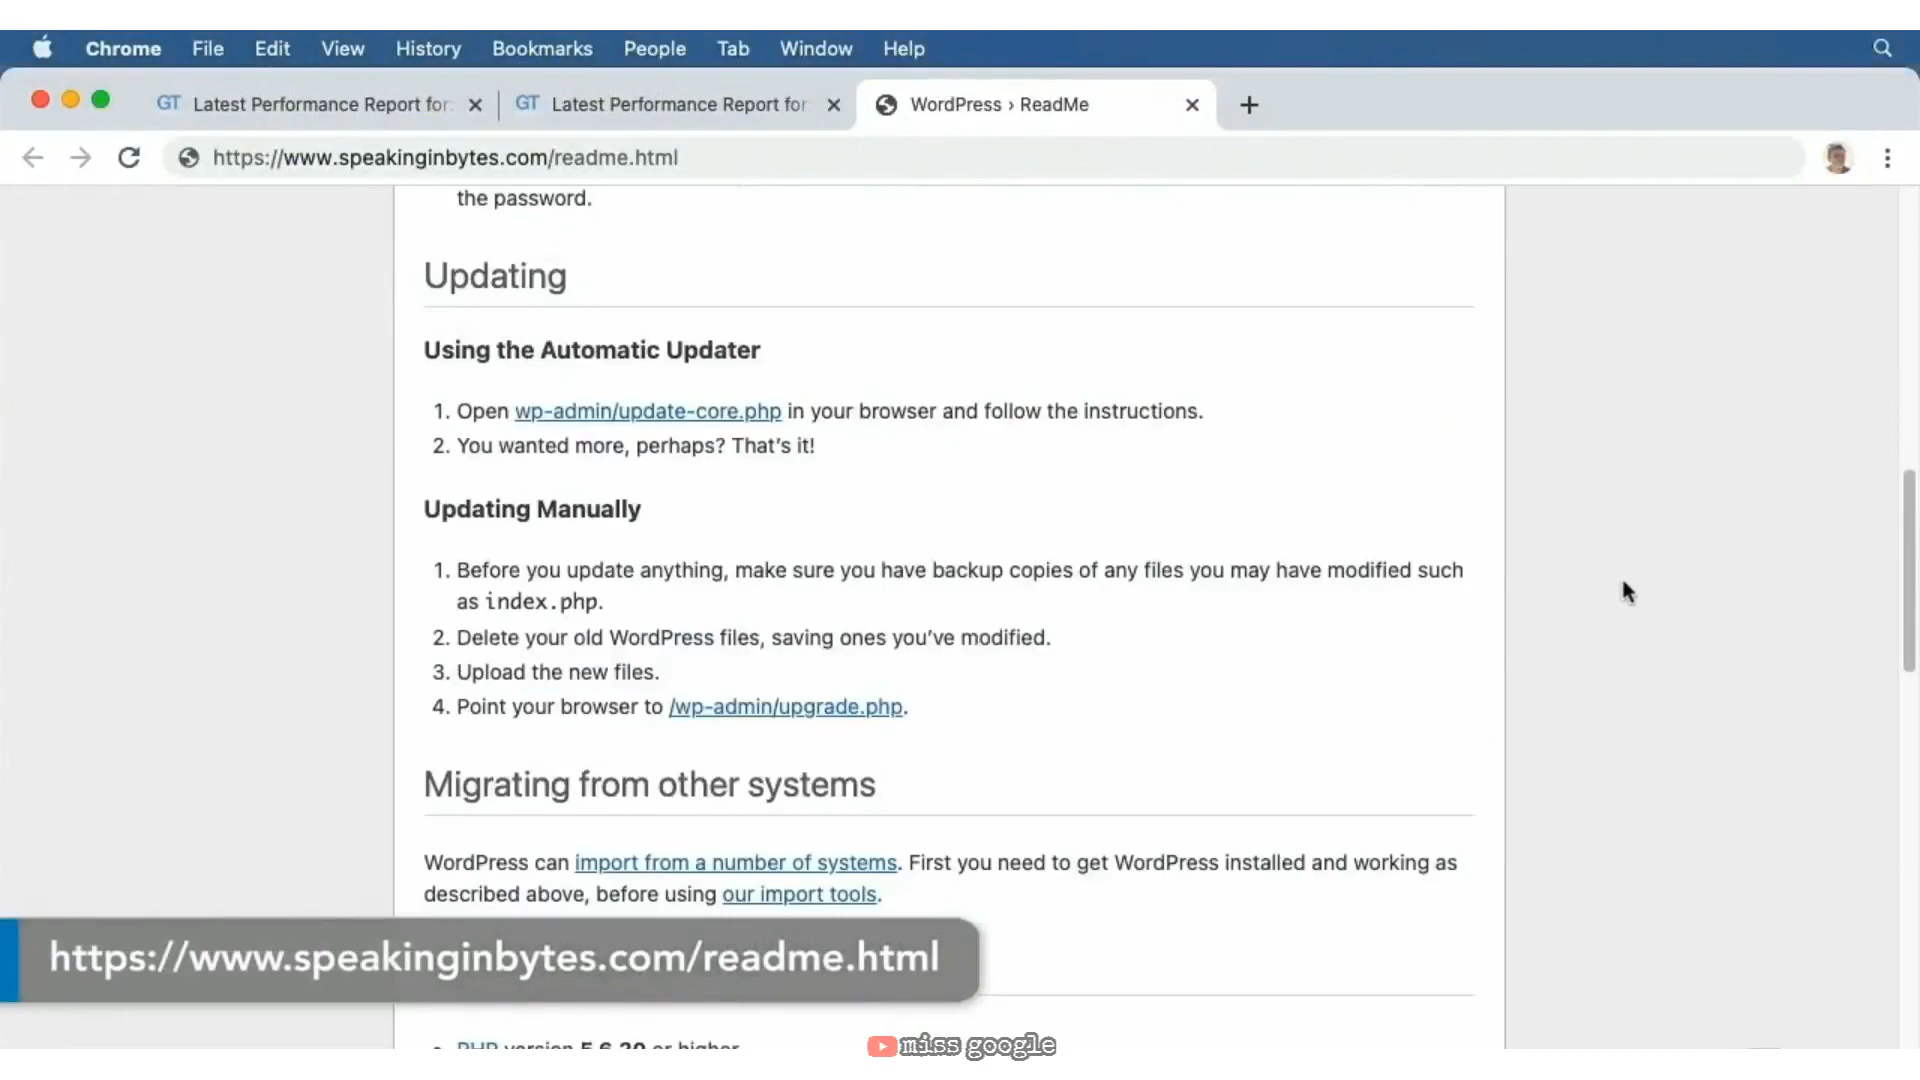 Chrome File Edit View History Bookmarks People Tab Window Help
GT Latest Performance Report for: GT Latest Performance Report for WordPress › ReadMe
https://www.speakinginbytes.com/readme.html
the password.
Updating
Using the Automatic Updater
1. Open wp-admin/update-core.php in your browser and follow the instructions.
2. You wanted more, perhaps? That’s it!
Updating Manually
1. Before you update anything, make sure you have backup copies of any files you may have modified such
as index.php.
2. Delete your old WordPress files, saving ones you’ve modified.
3. Upload the new files.
4. Point your browser to /wp-admin/upgrade.php.
Migrating from other systems
WordPress can import from a number of systems. First you need to get WordPress installed and working as
described above, before using our import tools.
https://www.speakinginbytes.com/readme.html
PHP version 5.6.20 or higher
miss google